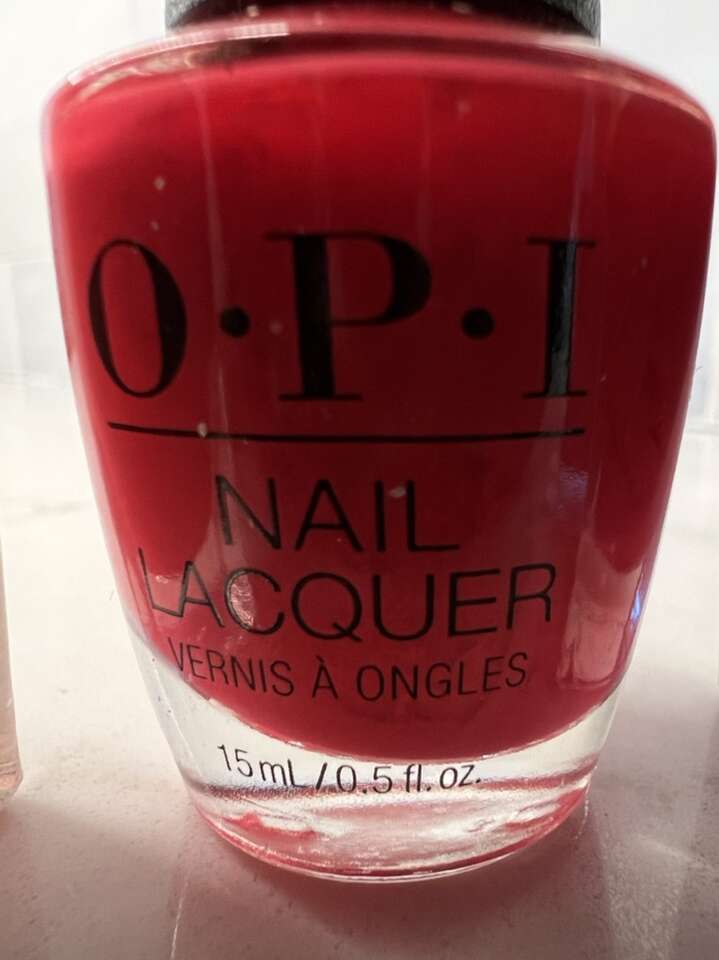 O·P·I
NAIL
LACQUER
VERNIS À ONGLES
15 mL / 0.5 fl. oz.